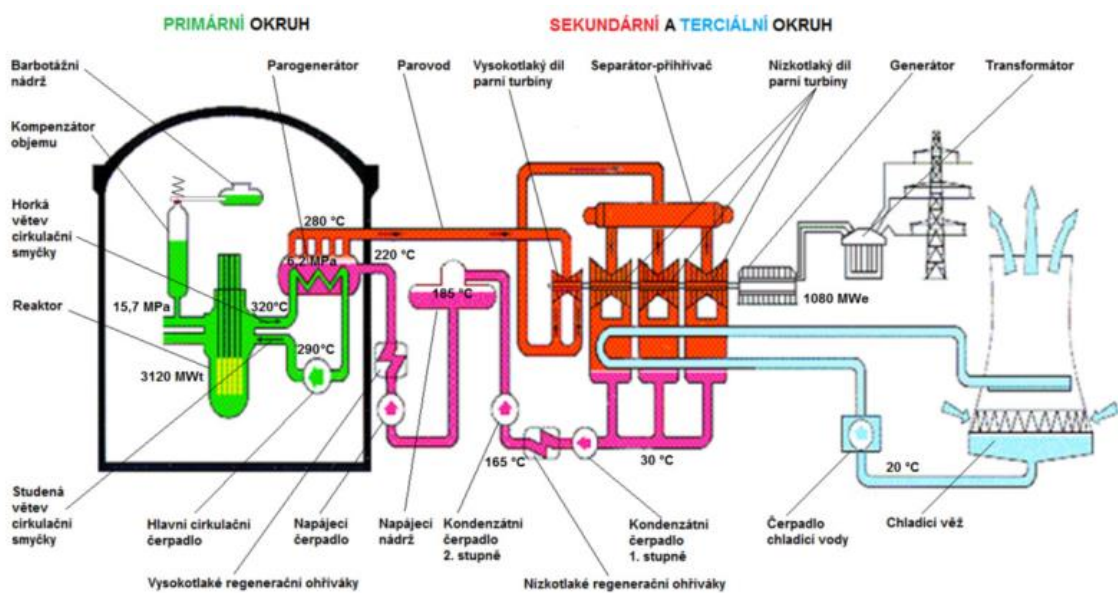 PRIMÁRNÍ OKRUH
SEKUNDÁRNÍ A TERCIÁLNÍ OKRUH
Barbotážní
nádrž
Parogenerátor
Parovod
Vysokotlaký díl
parní turbíny
Separátor-přihřívač
Nízkotlaký díl
parní turbíny
Generátor
Transformátor
Kompenzátor
objemu
Horká
větev
cirkulační
smyčky
Reaktor
280 °C
6,2 MPa
220 °C
185 °C
15,7 MPa
320°C
290°C
3120 MWt
1080 MWe
165 °C
30 °C
20 °C
Studená
větev
cirkulační
smyčky
Hlavní cirkulační
čerpadlo
Napájecí
čerpadlo
Napájecí
nádrž
Kondenzátní
čerpadlo
2. stupně
Kondenzátní
čerpadlo
1. stupně
Čerpadlo
chladicí vody
Chladicí věž
Vysokotlaké regenerační ohříváky
Nízkotlaké regenerační ohříváky